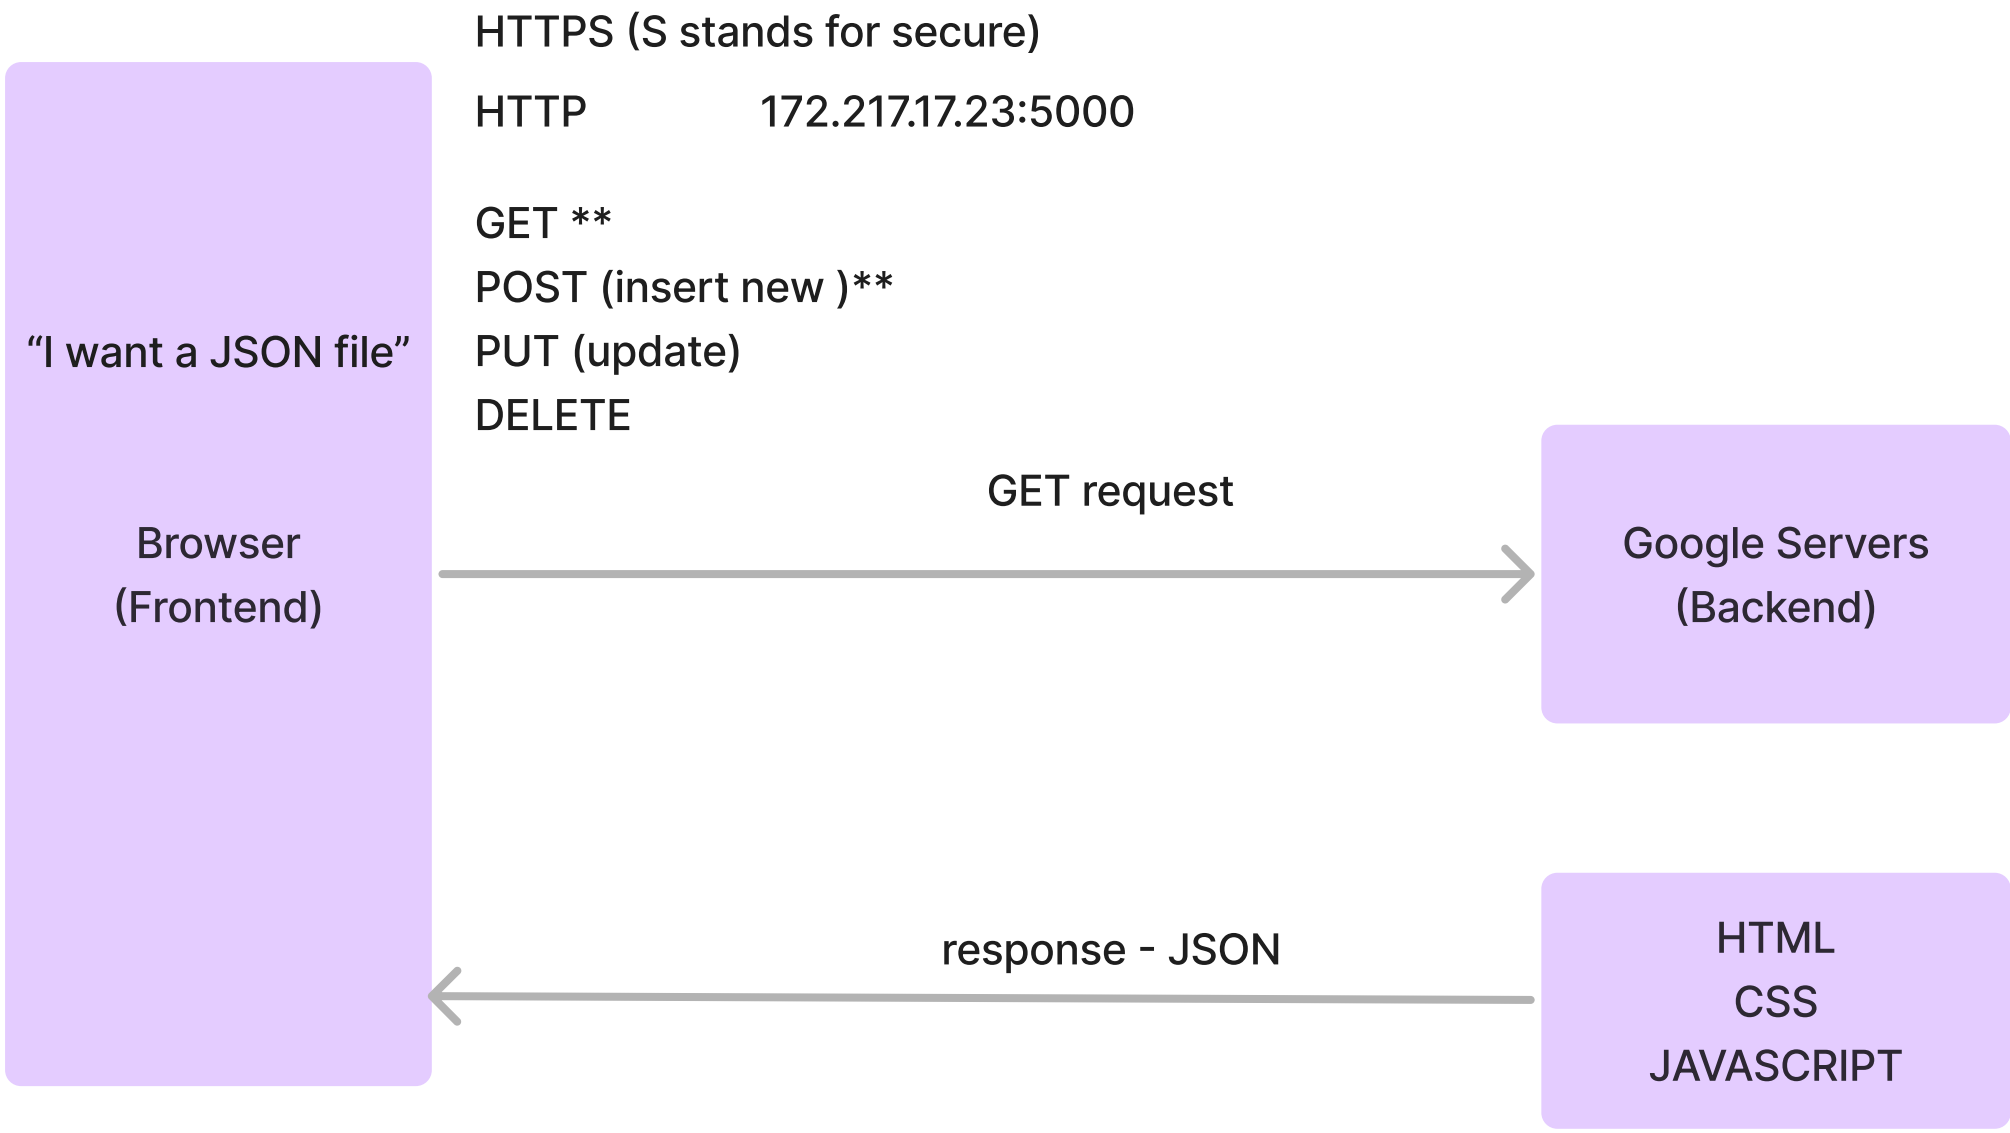 HTTPS (S stands for secure)
HTTP 172.217.17.23:5000
GET **
POST (insert new )**
PUT (update)
DELETE
“I want a JSON file”
Browser
(Frontend)
GET request
Google Servers
(Backend)
response - JSON
HTML
CSS
JAVASCRIPT